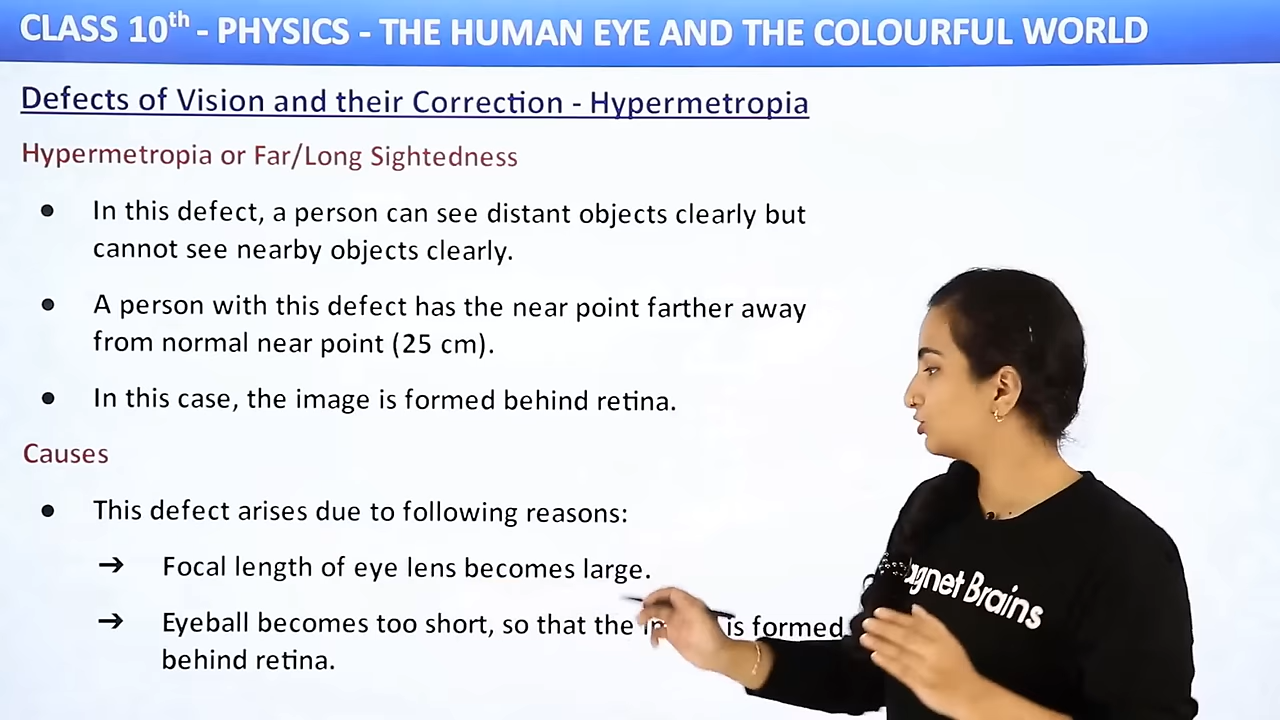 CLASS 10th - PHYSICS - THE HUMAN EYE AND THE COLOURFUL WORLD
Defects of Vision and their Correction - Hypermetropia
Hypermetropia or Far/Long Sightedness
● In this defect, a person can see distant objects clearly but
cannot see nearby objects clearly.
● A person with this defect has the near point farther away
from normal near point (25 cm).
● In this case, the image is formed behind retina.
Causes
● This defect arises due to following reasons:
➔ Focal length of eye lens becomes large.
➔ Eyeball becomes too short, so that the is formed
behind retina.
agnet Brains